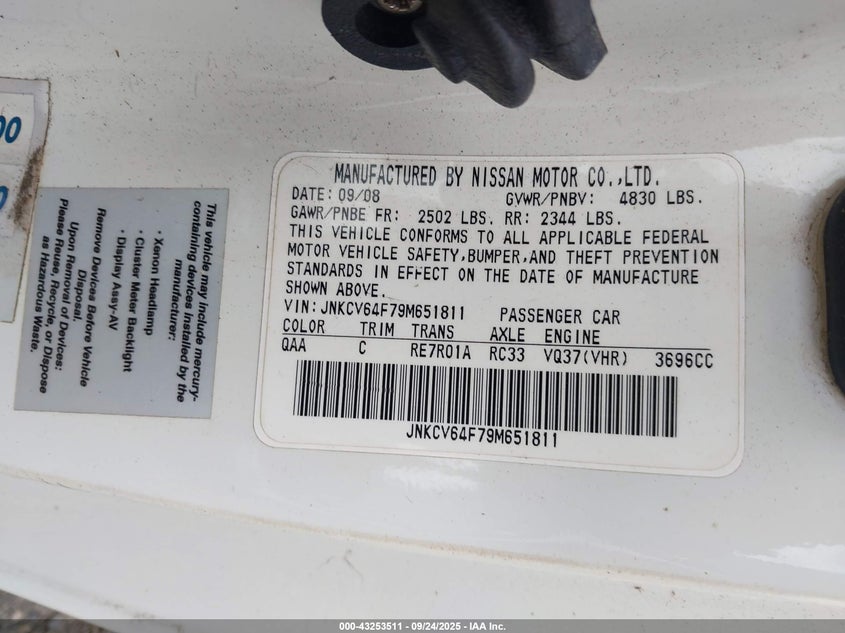 00
0
This vehicle may include mercury-
containing devices installed by the
manufacturer:
• Xenon Headlamp
• Cluster Meter Backlight
• Display Assy-AV
Remove Devices Before Vehicle
Disposal.
Upon Removal of Devices:
Please Reuse, Recycle, or Dispose
as Hazardous Waste.
MANUFACTURED BY NISSAN MOTOR CO.,LTD.
DATE: 09/08 GVWR/PNBV: 4830 LBS.
GAWR/PNBE FR: 2502 LBS. RR: 2344 LBS.
THIS VEHICLE CONFORMS TO ALL APPLICABLE FEDERAL
MOTOR VEHICLE SAFETY,BUMPER,AND THEFT PREVENTION
STANDARDS IN EFFECT ON THE DATE OF MANUFACTURE
SHOWN ABOVE.
VIN: JNKCV64F79M651811 PASSENGER CAR
COLOR TRIM TRANS AXLE ENGINE
QAA C RE7R01A RC33 VQ37(VHR) 3696CC
JNKCV64F79M651811
000-43253511 - 09/24/2025 - IAA Inc.